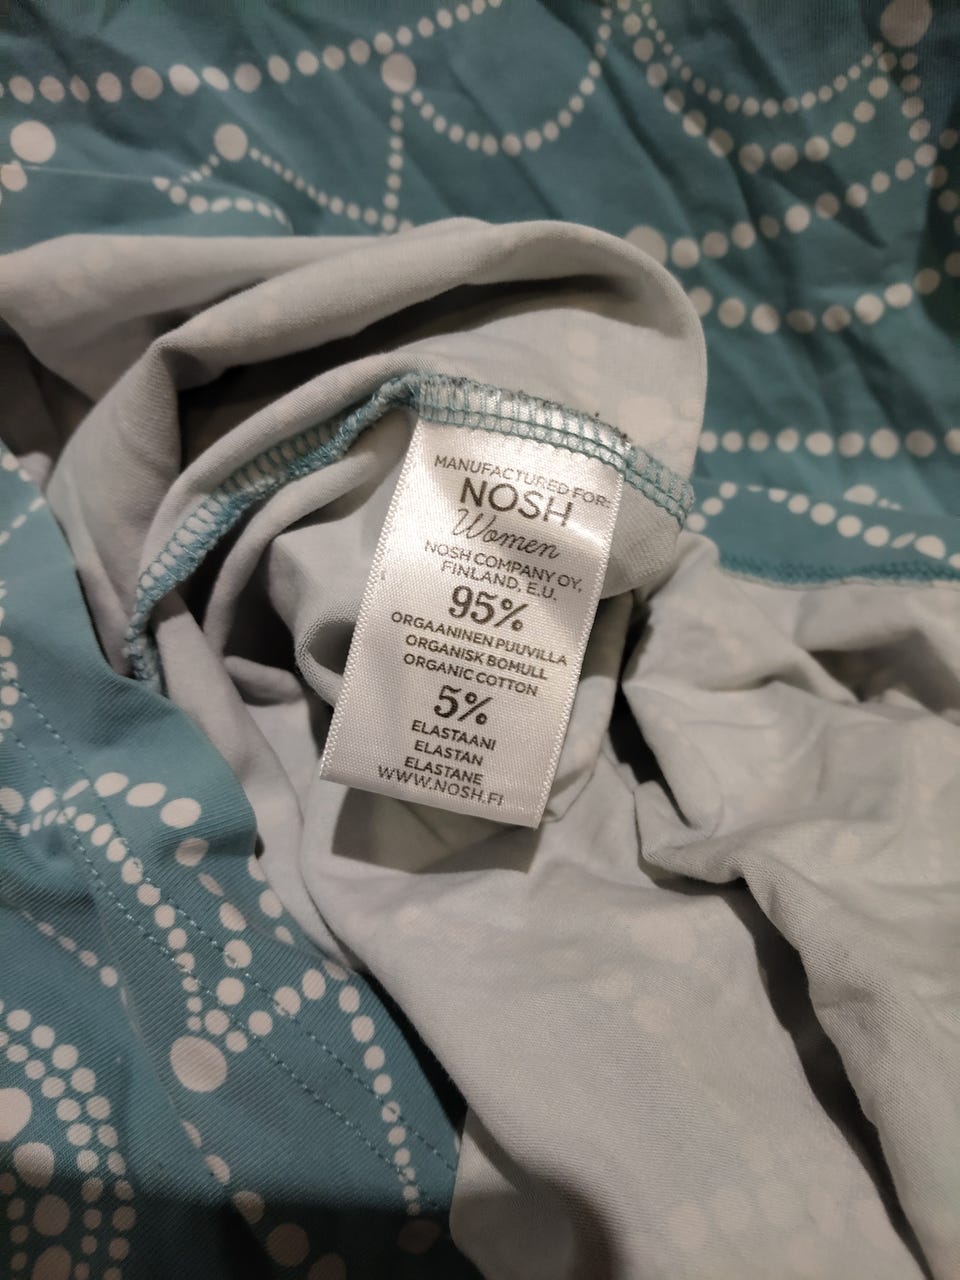 MANUFACTURED FOR:
NOSH
Women
NOSH COMPANY OY,
FINLAND, E.U.
95%
ORGAANINEN PUUVILLA
ORGANISK BOMULL
ORGANIC COTTON
5%
ELASTAANI
ELASTAN
ELASTANE
WWW.NOSH.FI